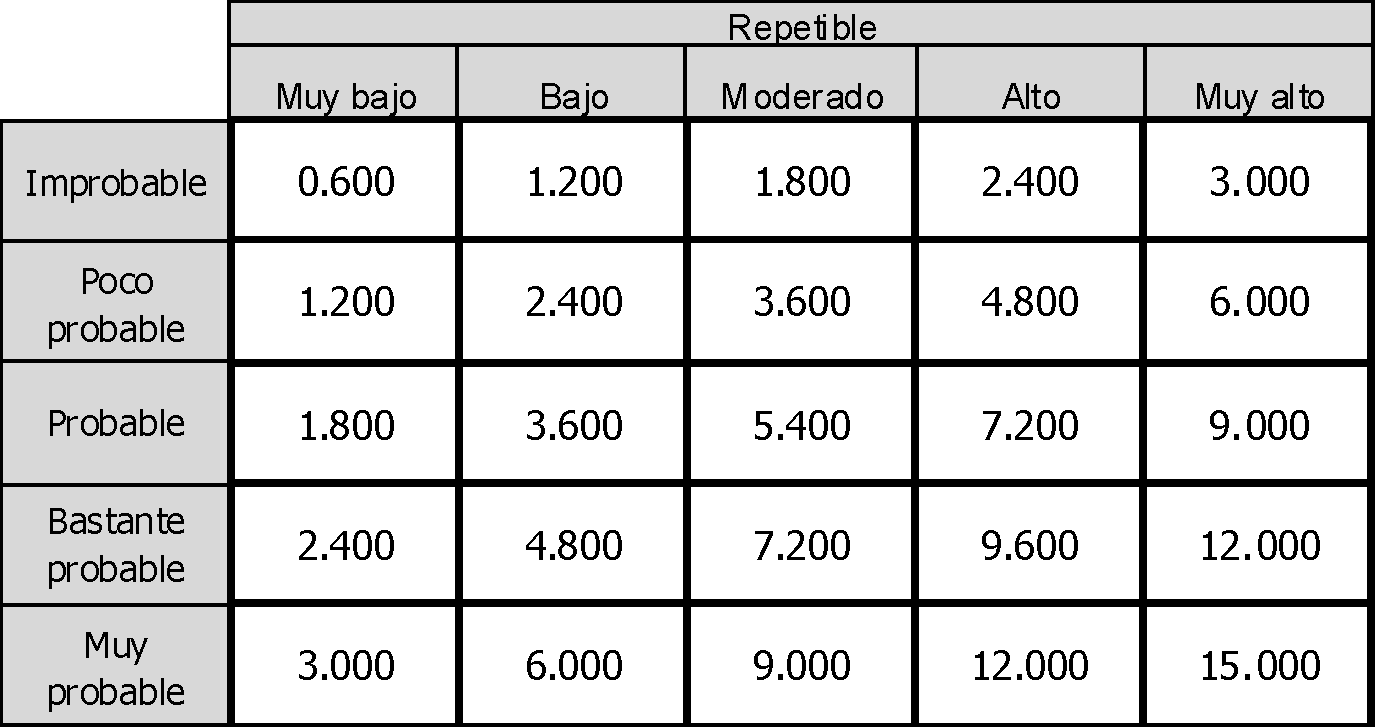 Repetible
Muy bajo Bajo Moderado Alto Muy alto
Improbable 0.600 1.200 1.800 2.400 3.000
Poco
probable 1.200 2.400 3.600 4.800 6.000
Probable 1.800 3.600 5.400 7.200 9.000
Bastante
probable 2.400 4.800 7.200 9.600 12.000
Muy
probable 3.000 6.000 9.000 12.000 15.000